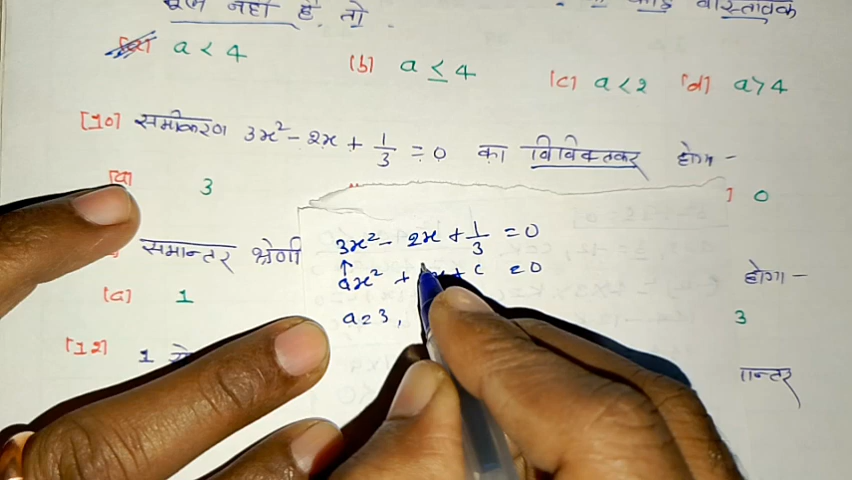 नहीं है, तो कोई वास्तविक
[a] a < 4 [b] a ≤ 4 [c] a < 2 [d] a > 4
[10] समीकरण 3x² - 2x + 1/3 = 0 का विविक्तकर होगा -
[a] 3 ] 0
3x² - 2x + 1/3 = 0
समान्तर श्रेणी होगा -
ax² + c = 0
[a] 1 3
a = 3,
[12] 1 न्तर